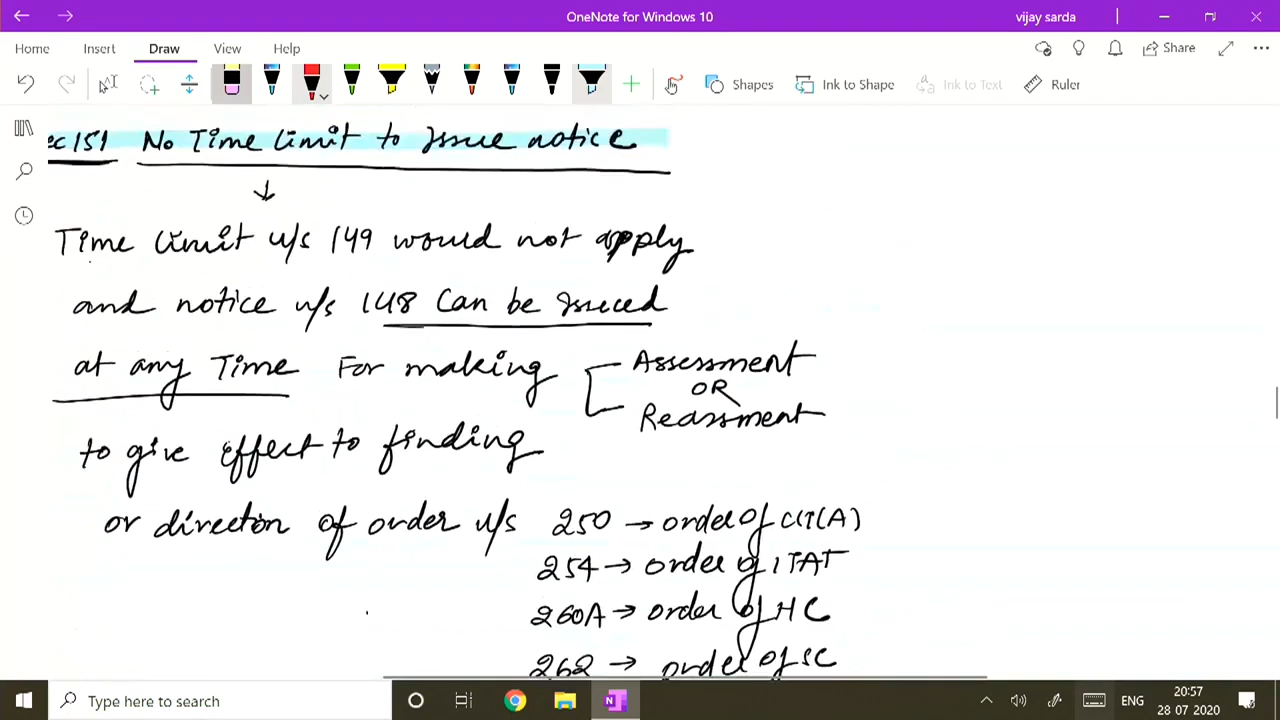 OneNote for Windows 10
vijay sarda
Home Insert Draw View Help
Share
Shapes Ink to Shape Ink to Text Ruler
ec 151 No Time Limit to Issue notice
Time limit u/s 149 would not apply
and notice u/s 148 Can be Issued
at any Time For making Assessment
OR
Reassment
to give effect to finding
or direction of order u/s 250 → order of CIT(A)
254 → order of ITAT
260A → order of HC
262 → order of SC
Type here to search
ENG
20:57
28 07 2020